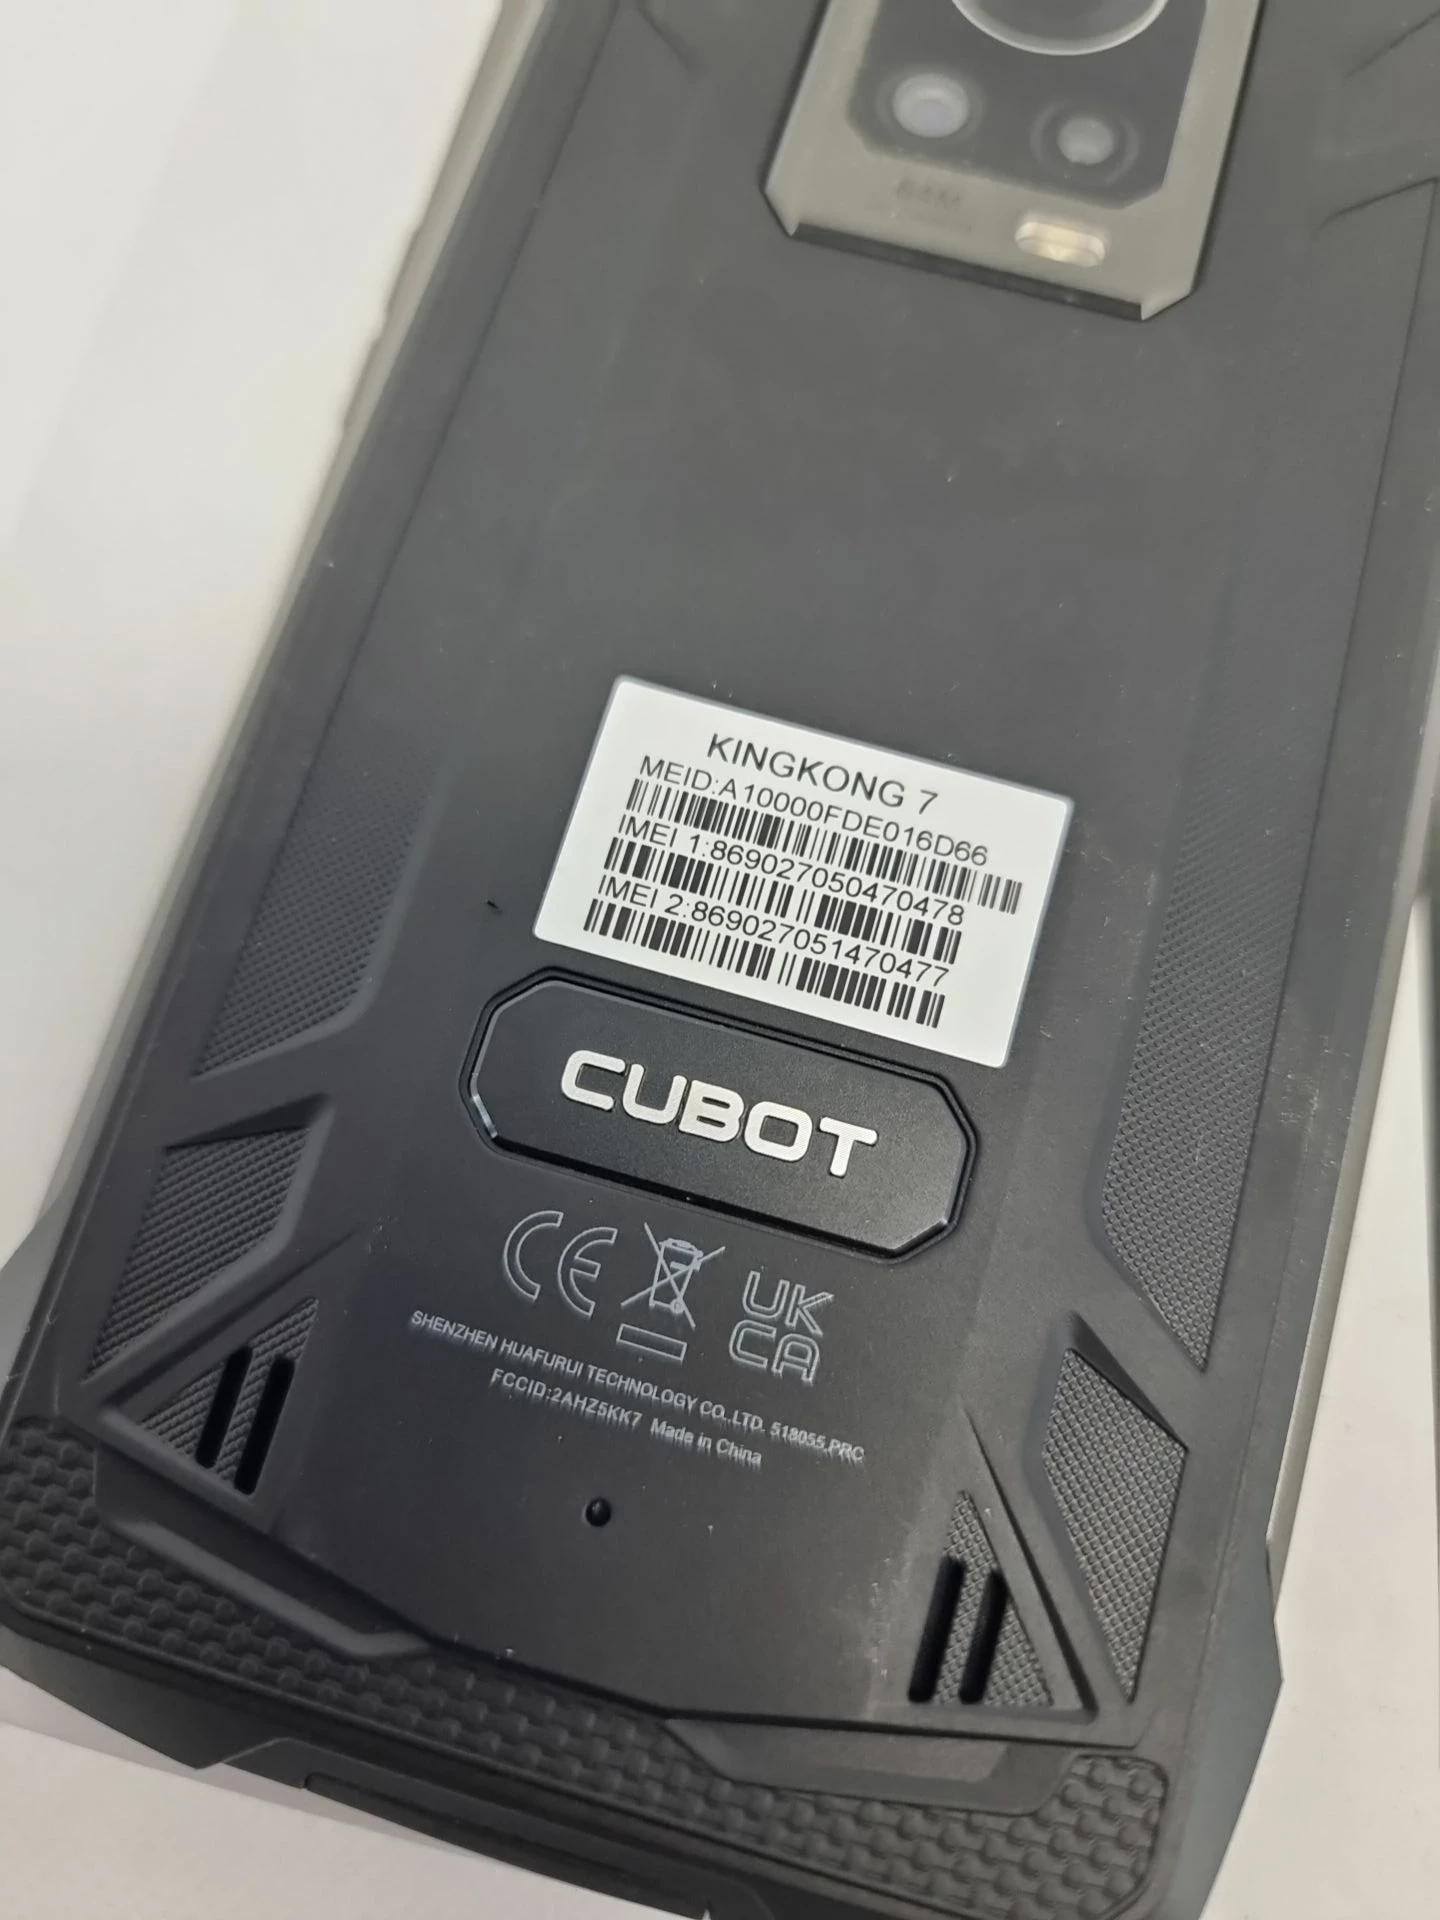 KINGKONG 7
MEID:A10000FDE016D66
IMEI 1:869027050470478
IMEI 2:869027051470477
CUBOT
CE
UK
CA
SHENZHEN HUAFURUI TECHNOLOGY CO.,LTD. 518055,PRC
FCCID:2AHZ5KK7 Made in China